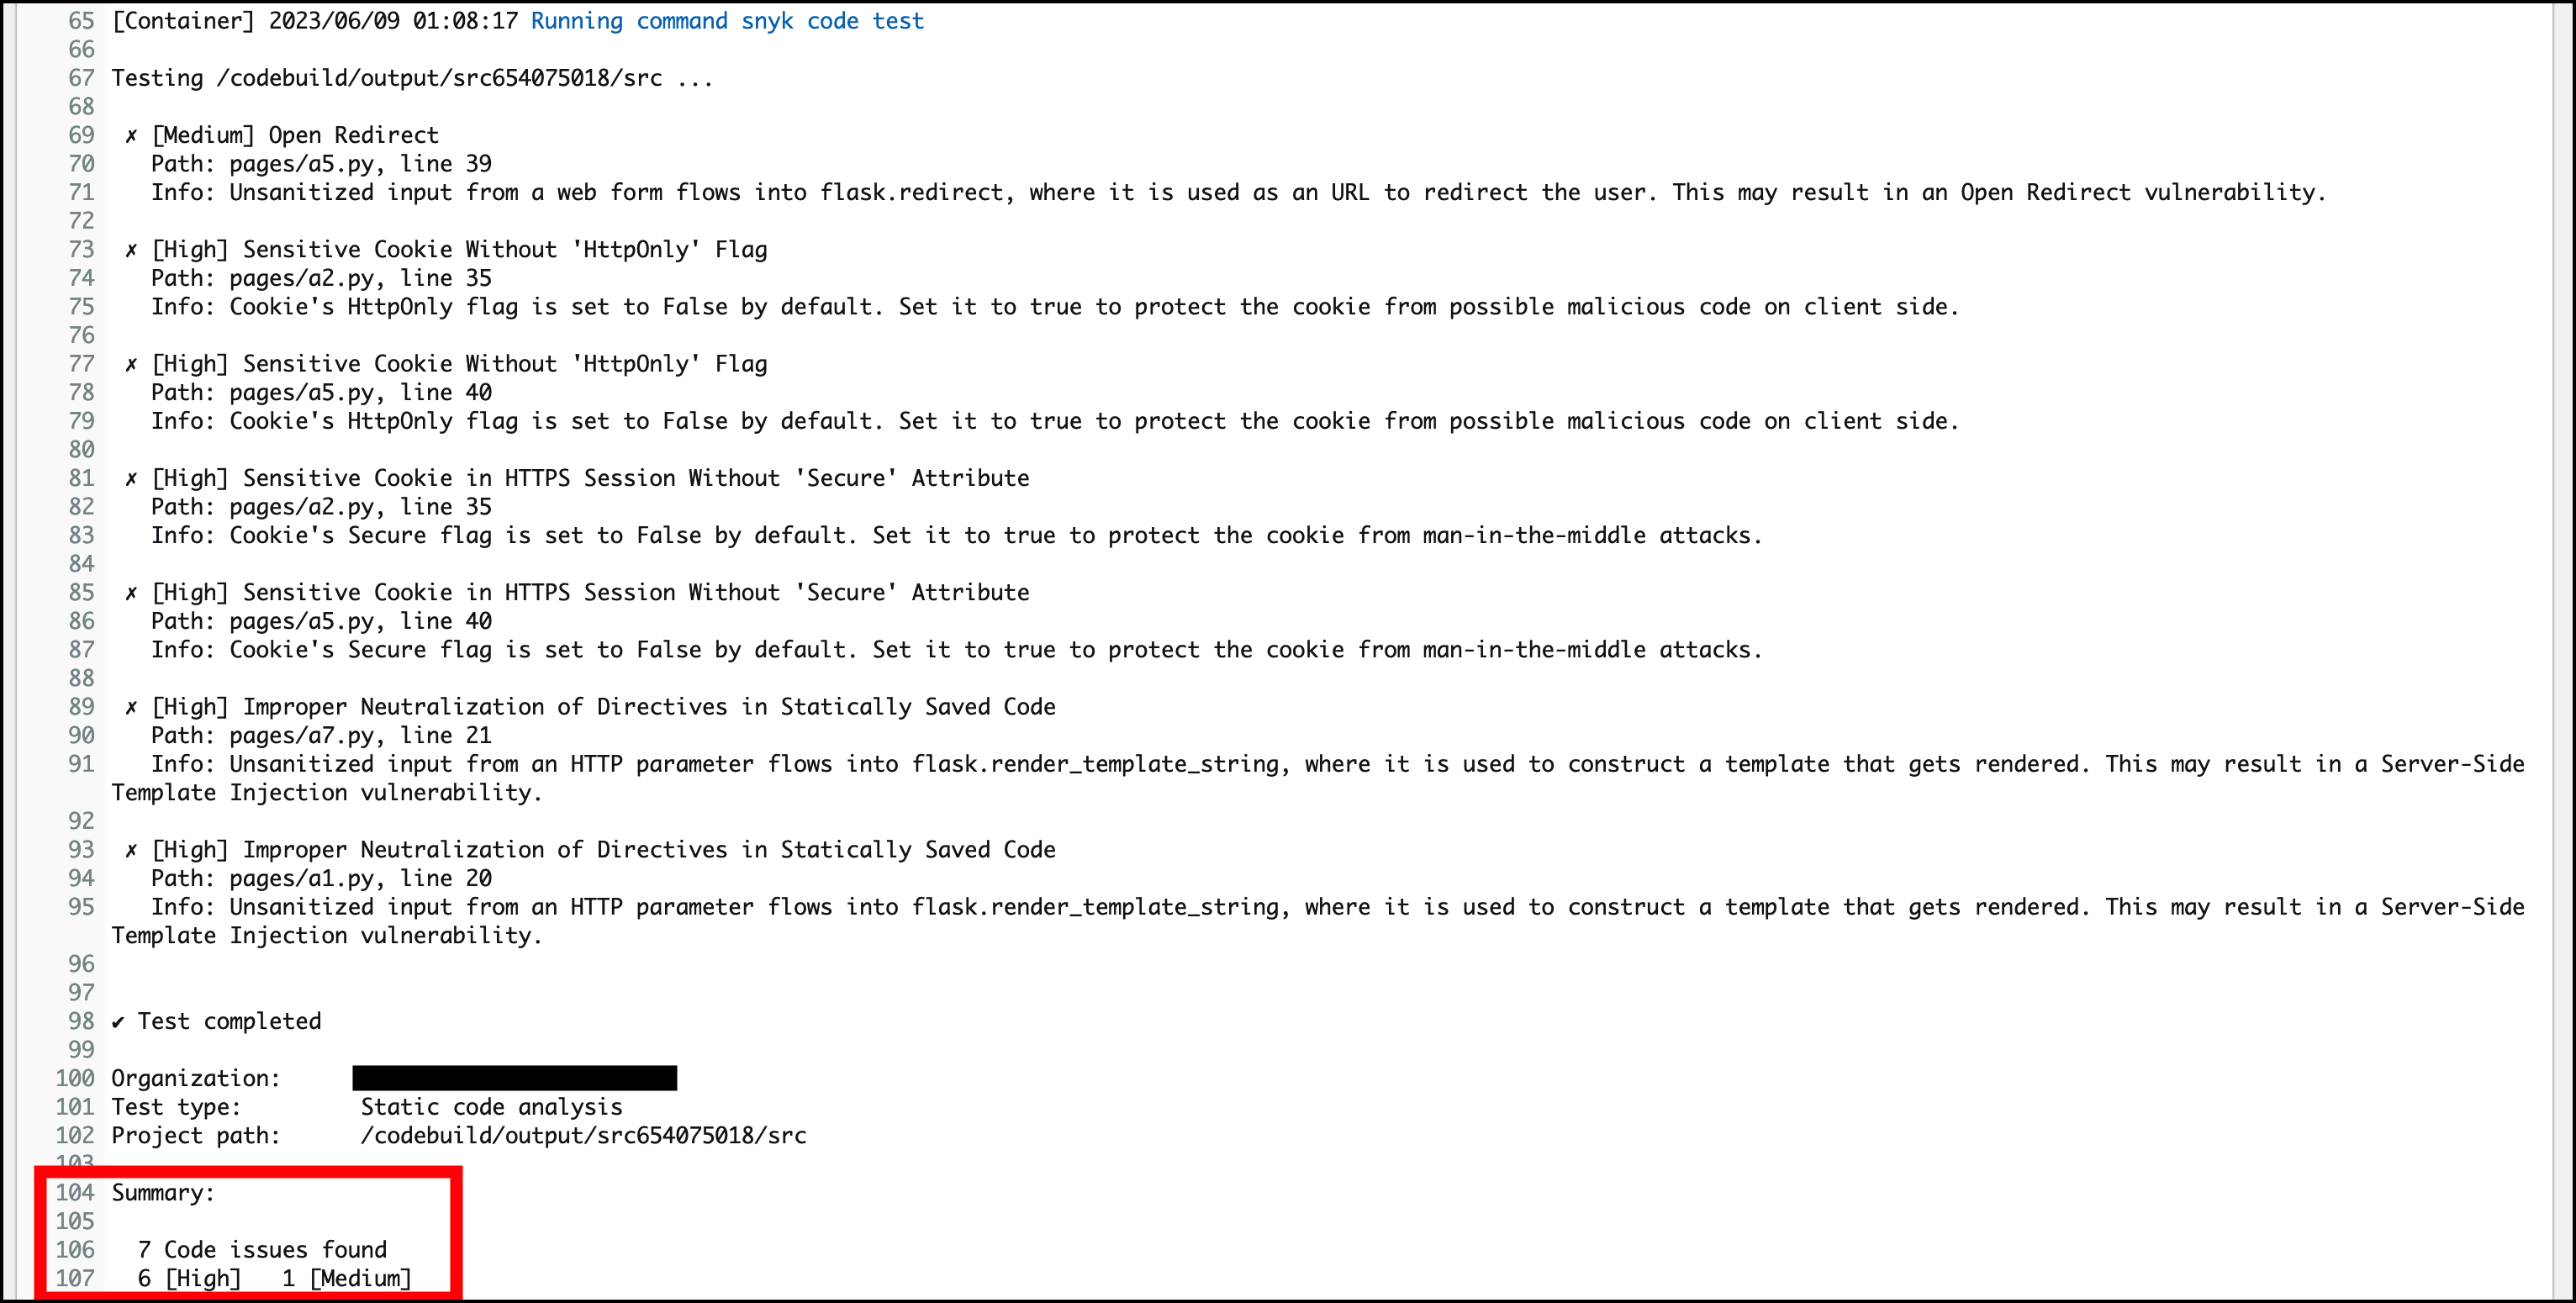 65 [Container] 2023/06/09 01:08:17 Running command snyk code test
66
67 Testing /codebuild/output/src654075018/src ...
68
69 ✗ [Medium] Open Redirect
70 Path: pages/a5.py, line 39
71 Info: Unsanitized input from a web form flows into flask.redirect, where it is used as an URL to redirect the user. This may result in an Open Redirect vulnerability.
72
73 ✗ [High] Sensitive Cookie Without 'HttpOnly' Flag
74 Path: pages/a2.py, line 35
75 Info: Cookie's HttpOnly flag is set to False by default. Set it to true to protect the cookie from possible malicious code on client side.
76
77 ✗ [High] Sensitive Cookie Without 'HttpOnly' Flag
78 Path: pages/a5.py, line 40
79 Info: Cookie's HttpOnly flag is set to False by default. Set it to true to protect the cookie from possible malicious code on client side.
80
81 ✗ [High] Sensitive Cookie in HTTPS Session Without 'Secure' Attribute
82 Path: pages/a2.py, line 35
83 Info: Cookie's Secure flag is set to False by default. Set it to true to protect the cookie from man-in-the-middle attacks.
84
85 ✗ [High] Sensitive Cookie in HTTPS Session Without 'Secure' Attribute
86 Path: pages/a5.py, line 40
87 Info: Cookie's Secure flag is set to False by default. Set it to true to protect the cookie from man-in-the-middle attacks.
88
89 ✗ [High] Improper Neutralization of Directives in Statically Saved Code
90 Path: pages/a7.py, line 21
91 Info: Unsanitized input from an HTTP parameter flows into flask.render_template_string, where it is used to construct a template that gets rendered. This may result in a Server-Side
Template Injection vulnerability.
92
93 ✗ [High] Improper Neutralization of Directives in Statically Saved Code
94 Path: pages/a1.py, line 20
95 Info: Unsanitized input from an HTTP parameter flows into flask.render_template_string, where it is used to construct a template that gets rendered. This may result in a Server-Side
Template Injection vulnerability.
96
97
98 ✔ Test completed
99
100 Organization:
101 Test type: Static code analysis
102 Project path: /codebuild/output/src654075018/src
103
104 Summary:
105
106 7 Code issues found
107 6 [High] 1 [Medium]